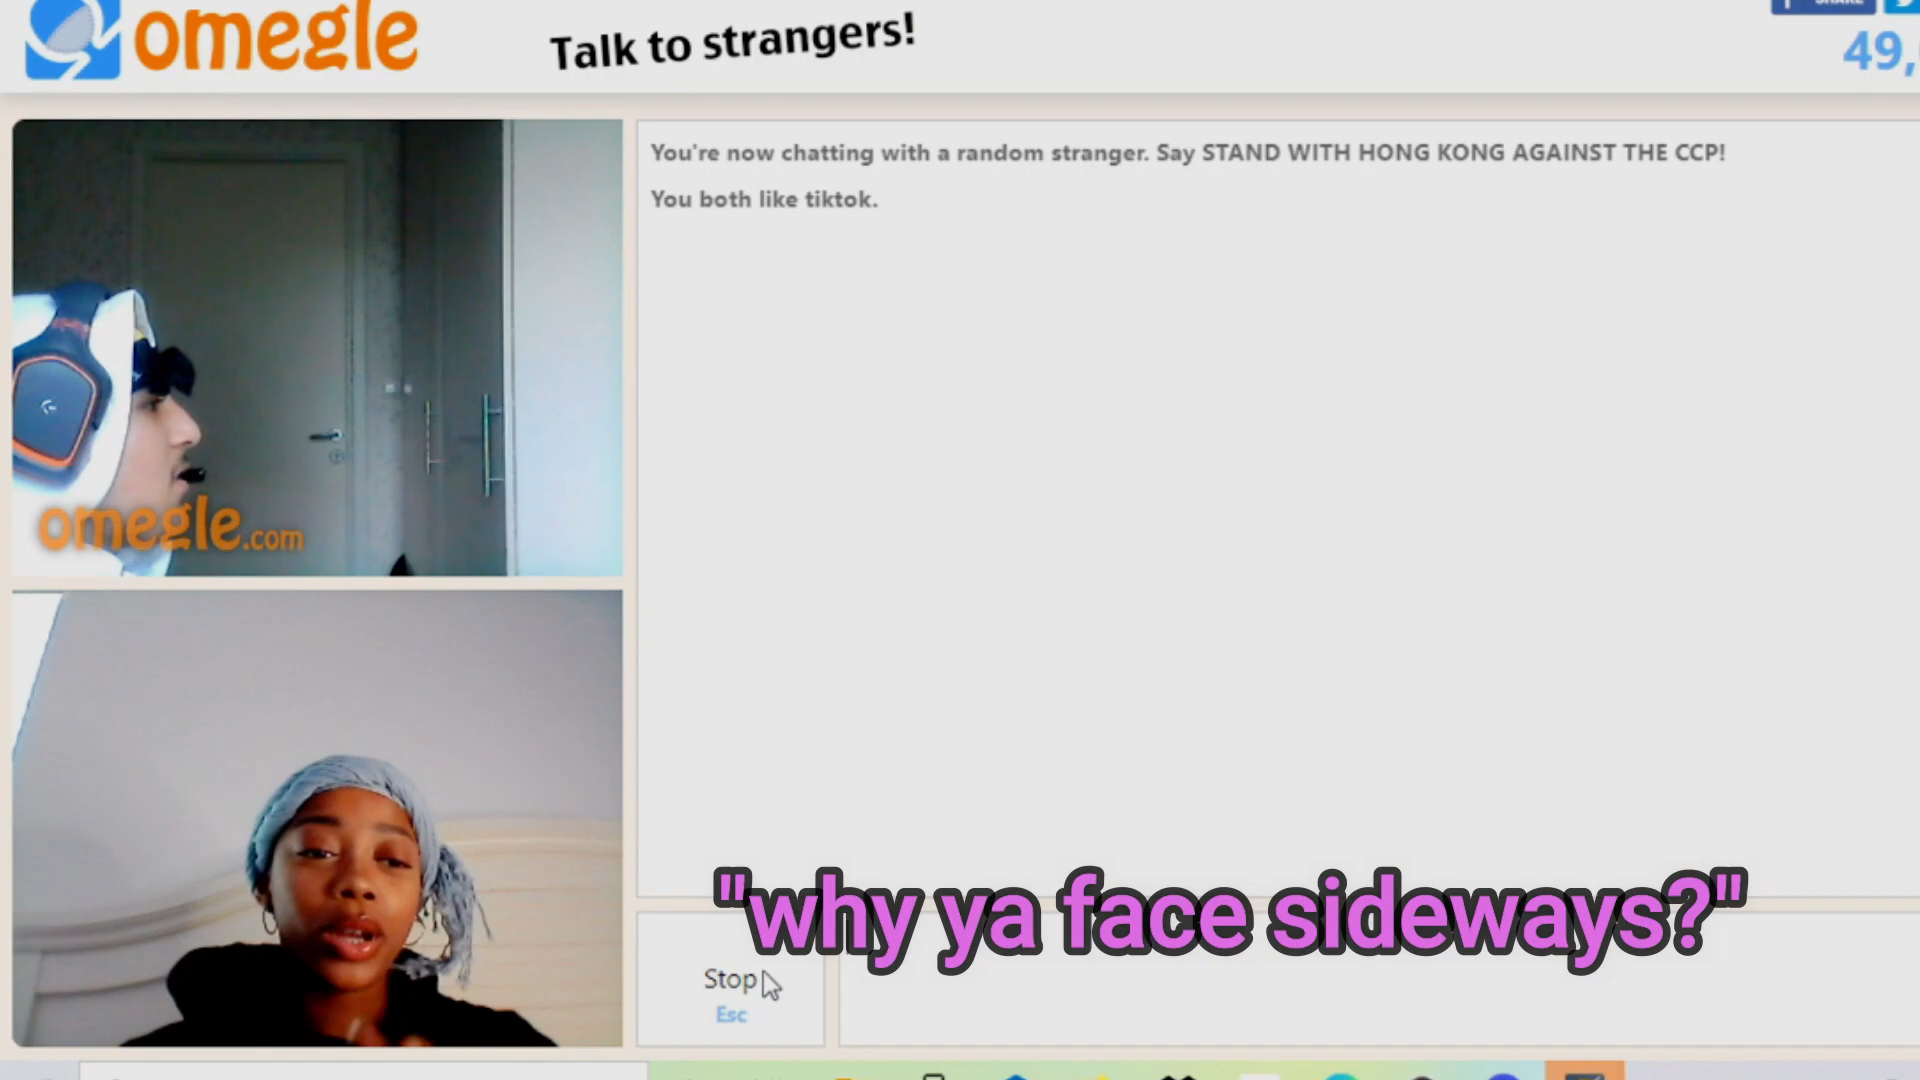 omegle
Talk to strangers!
SHARE
49,
You're now chatting with a random stranger. Say STAND WITH HONG KONG AGAINST THE CCP!
You both like tiktok.
omegle.com
"why ya face sideways?"
Stop
Esc